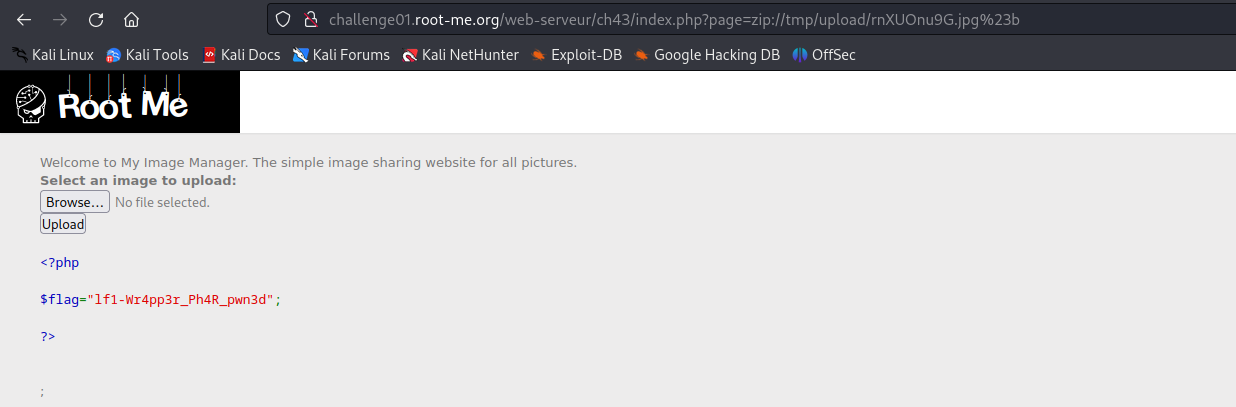 challenge01.root-me.org/web-serveur/ch43/index.php?page=zip://tmp/upload/rnXUOnu9G.jpg%23b
Kali Linux Kali Tools Kali Docs Kali Forums Kali NetHunter Exploit-DB Google Hacking DB OffSec
Root Me
Welcome to My Image Manager. The simple image sharing website for all pictures.
Select an image to upload:
Browse... No file selected.
Upload
<?php
$flag="lf1-Wr4pp3r_Ph4R_pwn3d";
?>
;